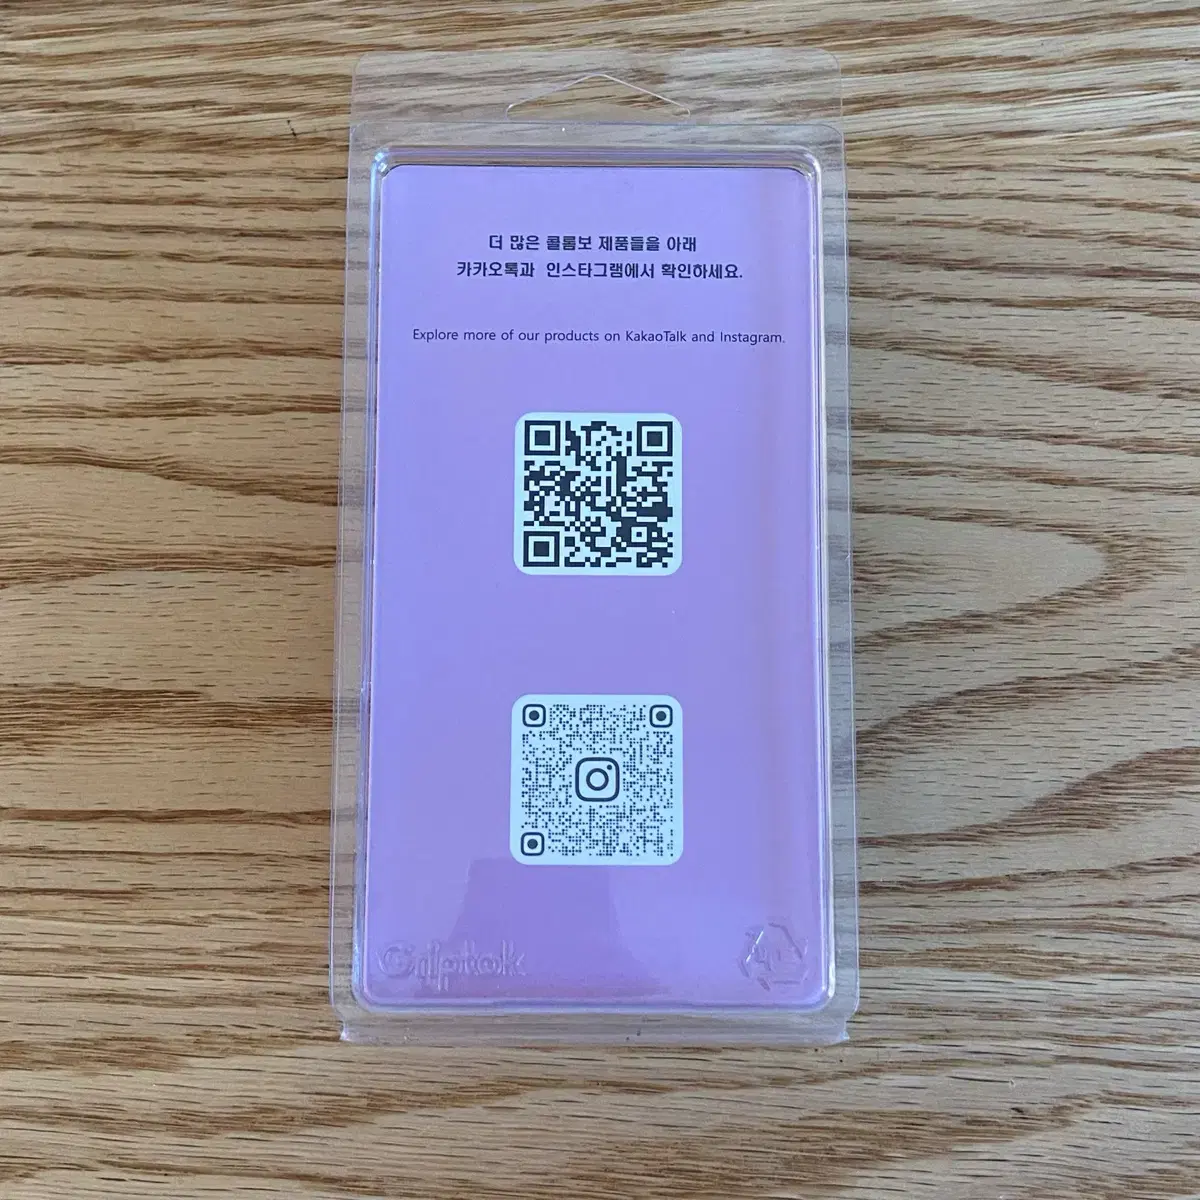 더 많은 콜롬보 제품들을 아래
카카오톡과 인스타그램에서 확인하세요.
Explore more of our products on KakaoTalk and Instagram.
Griptok